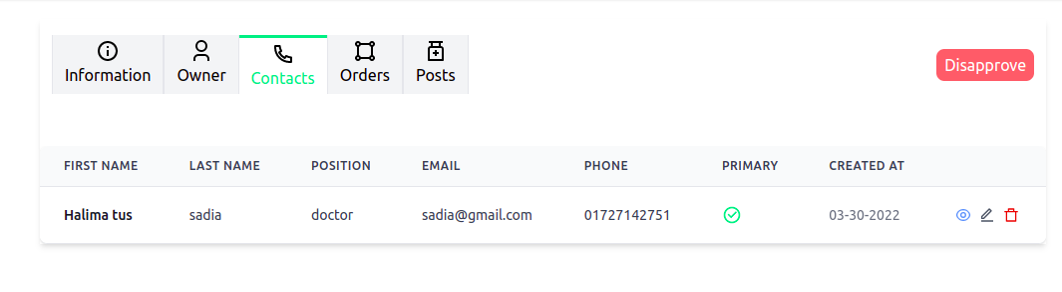 Information Owner Contacts Orders Posts
Disapprove
FIRST NAME LAST NAME POSITION EMAIL PHONE PRIMARY CREATED AT
Halima tus sadia doctor sadia@gmail.com 01727142751 03-30-2022